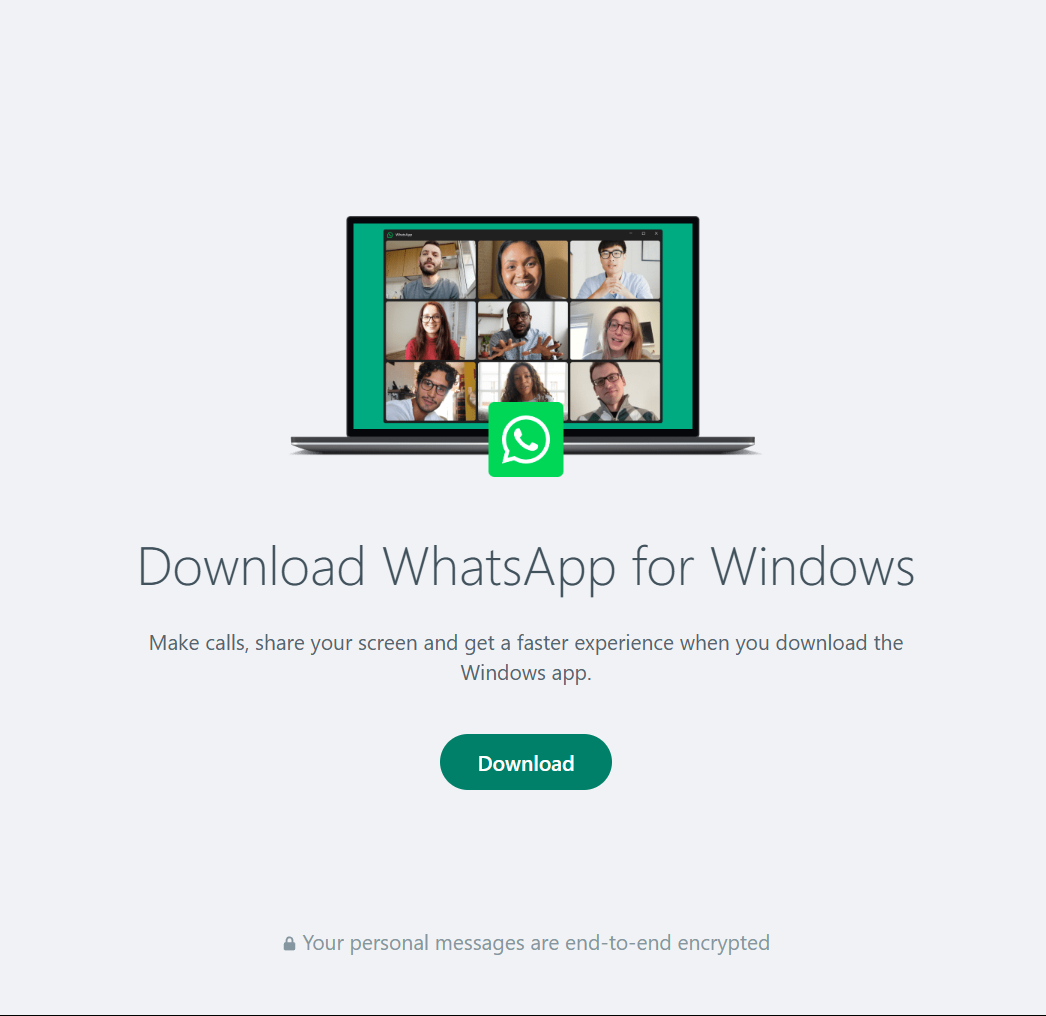 WhatsApp
Download WhatsApp for Windows
Make calls, share your screen and get a faster experience when you download the
Windows app.
Download
Your personal messages are end-to-end encrypted